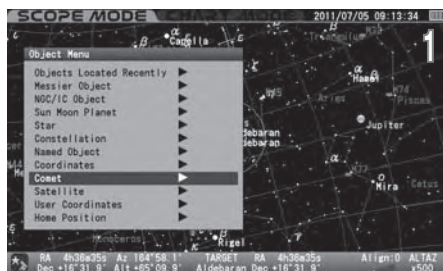 SCOPE MODE 2011/07/05 09:13:34
1
α
Capella
β
Object Menu
Objects Located Recently
Messier Object
NGC/IC Object
Sun Moon Planet
Star
Constellation
Named Object
Coordinates
Comet
Satellite
User Coordinates
Home Position
Hamal
M74
Pisces
Aries
Jupiter
α
M77
Mira
Cetus
Rigel
RA 4h36m35s Az 164°58.1' TARGET RA 4h36m35s Align:0 ALTAZ
Dec +16°31.9' Alt +65°09.9' Aldebaran Dec +16°31.9' x500